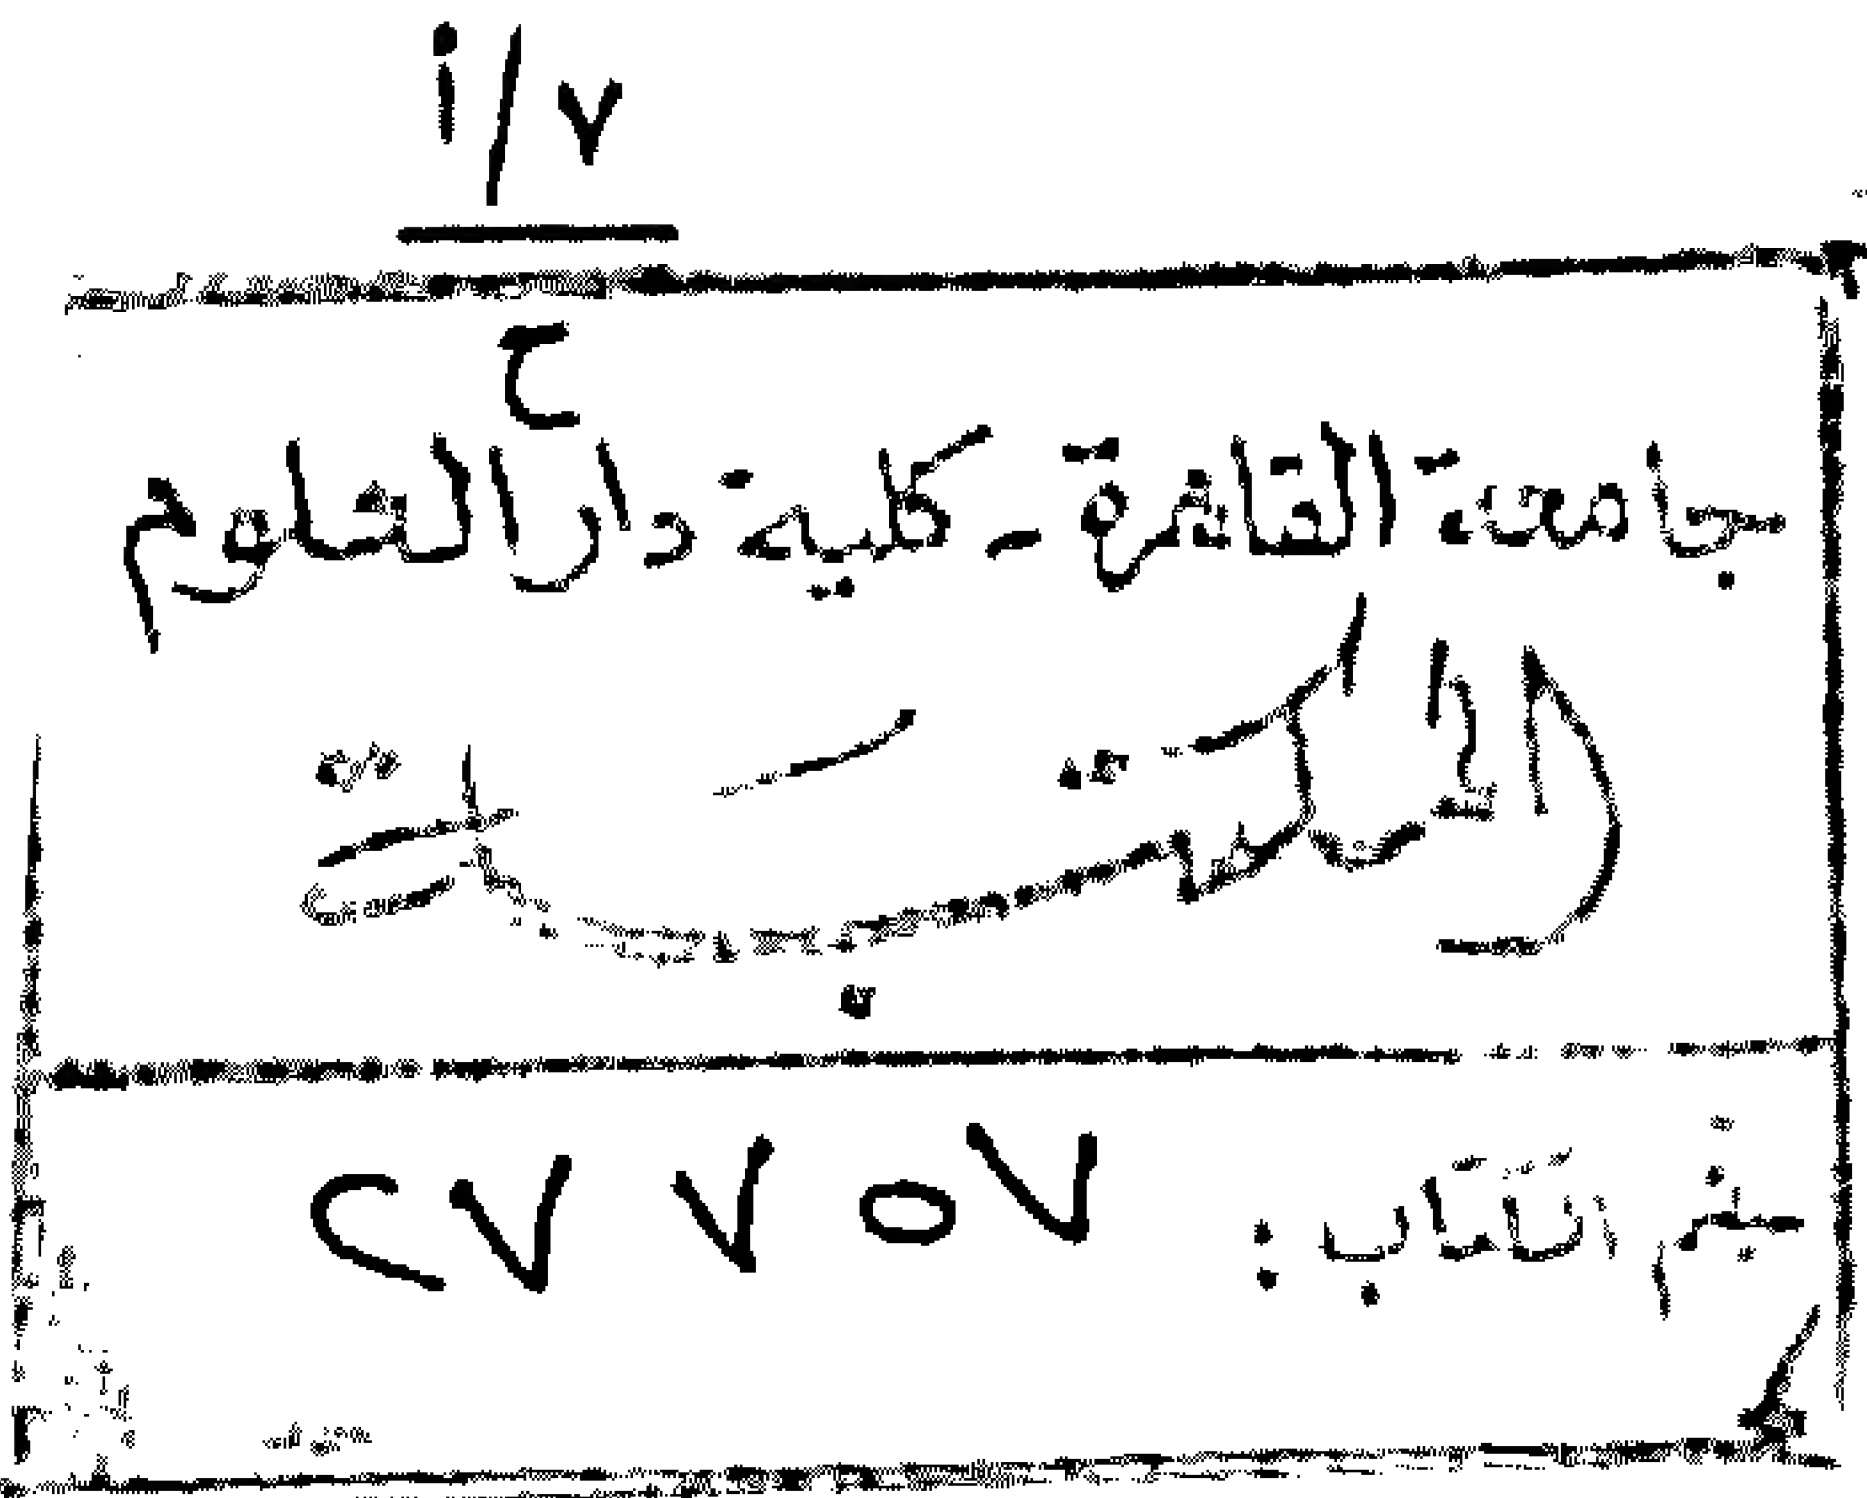 أ/٧
ح
جامعة القاهرة - كلية دار العلوم
المكتبة
رقم الكتاب: ٢٧٧٥٧